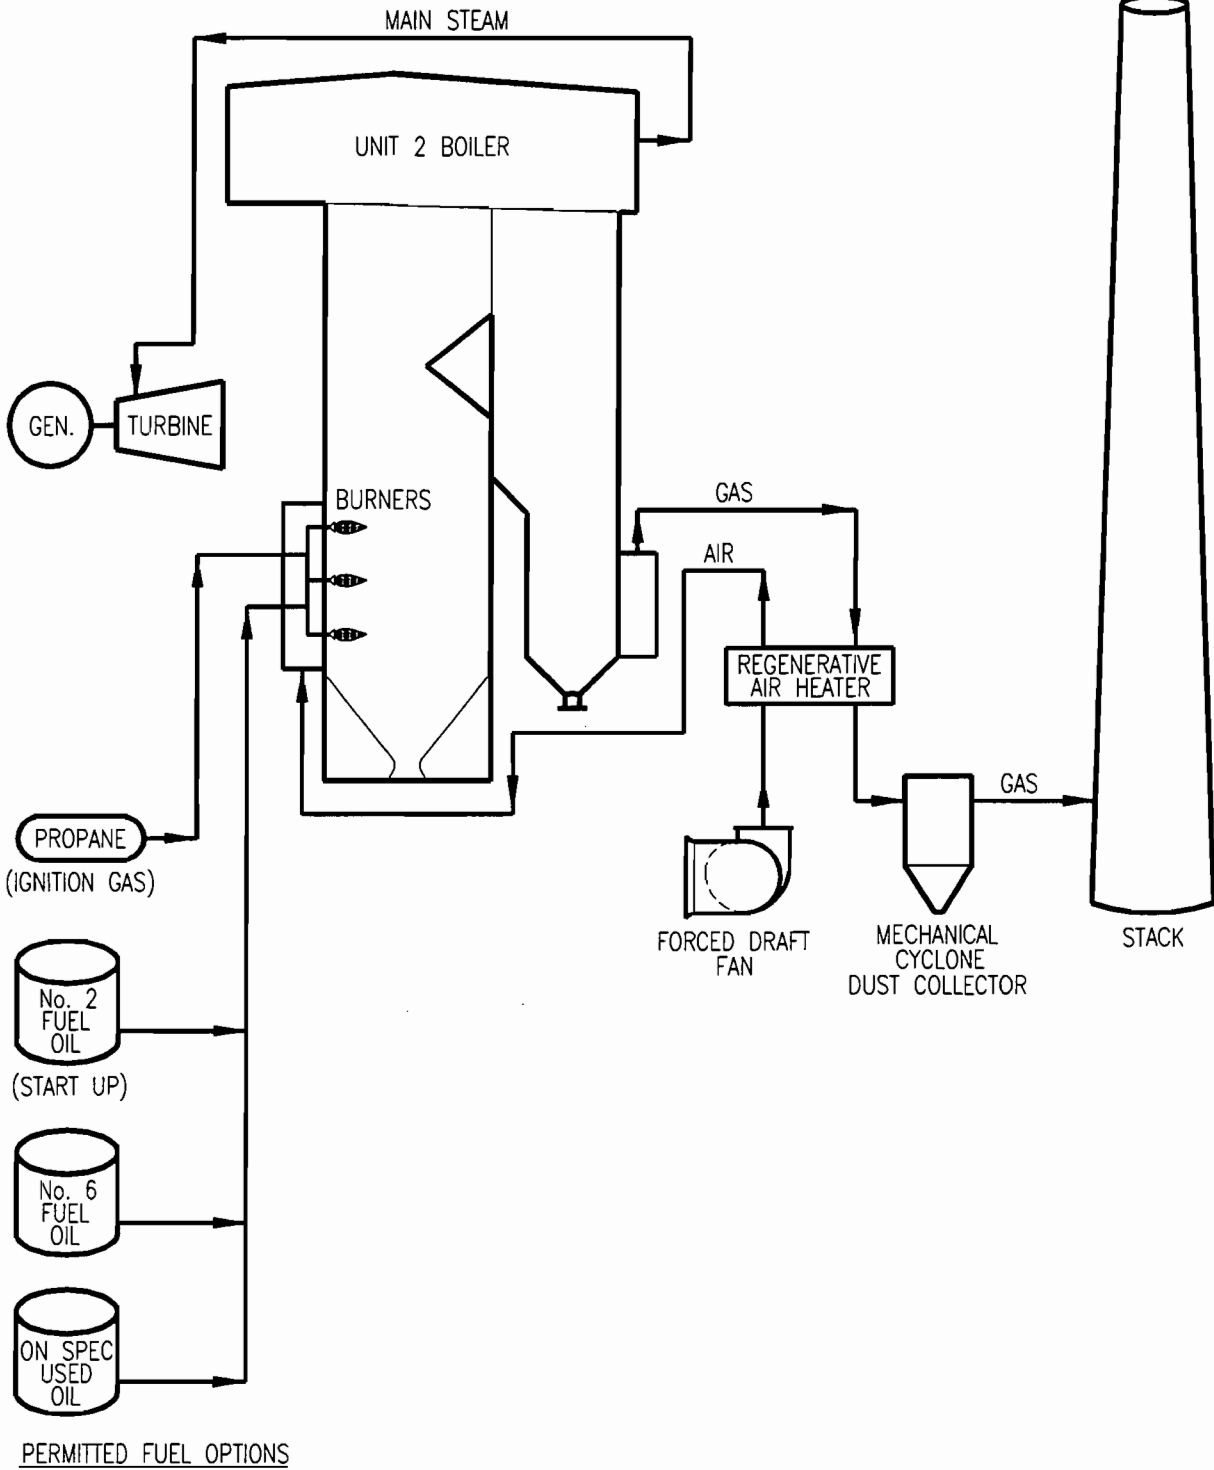 MAIN STEAM
UNIT 2 BOILER
GEN.
TURBINE
BURNERS
GAS
AIR
REGENERATIVE
AIR HEATER
GAS
PROPANE
(IGNITION GAS)
FORCED DRAFT
FAN
MECHANICAL
CYCLONE
DUST COLLECTOR
STACK
No. 2
FUEL
OIL
(START UP)
No. 6
FUEL
OIL
ON SPEC
USED
OIL
PERMITTED FUEL OPTIONS